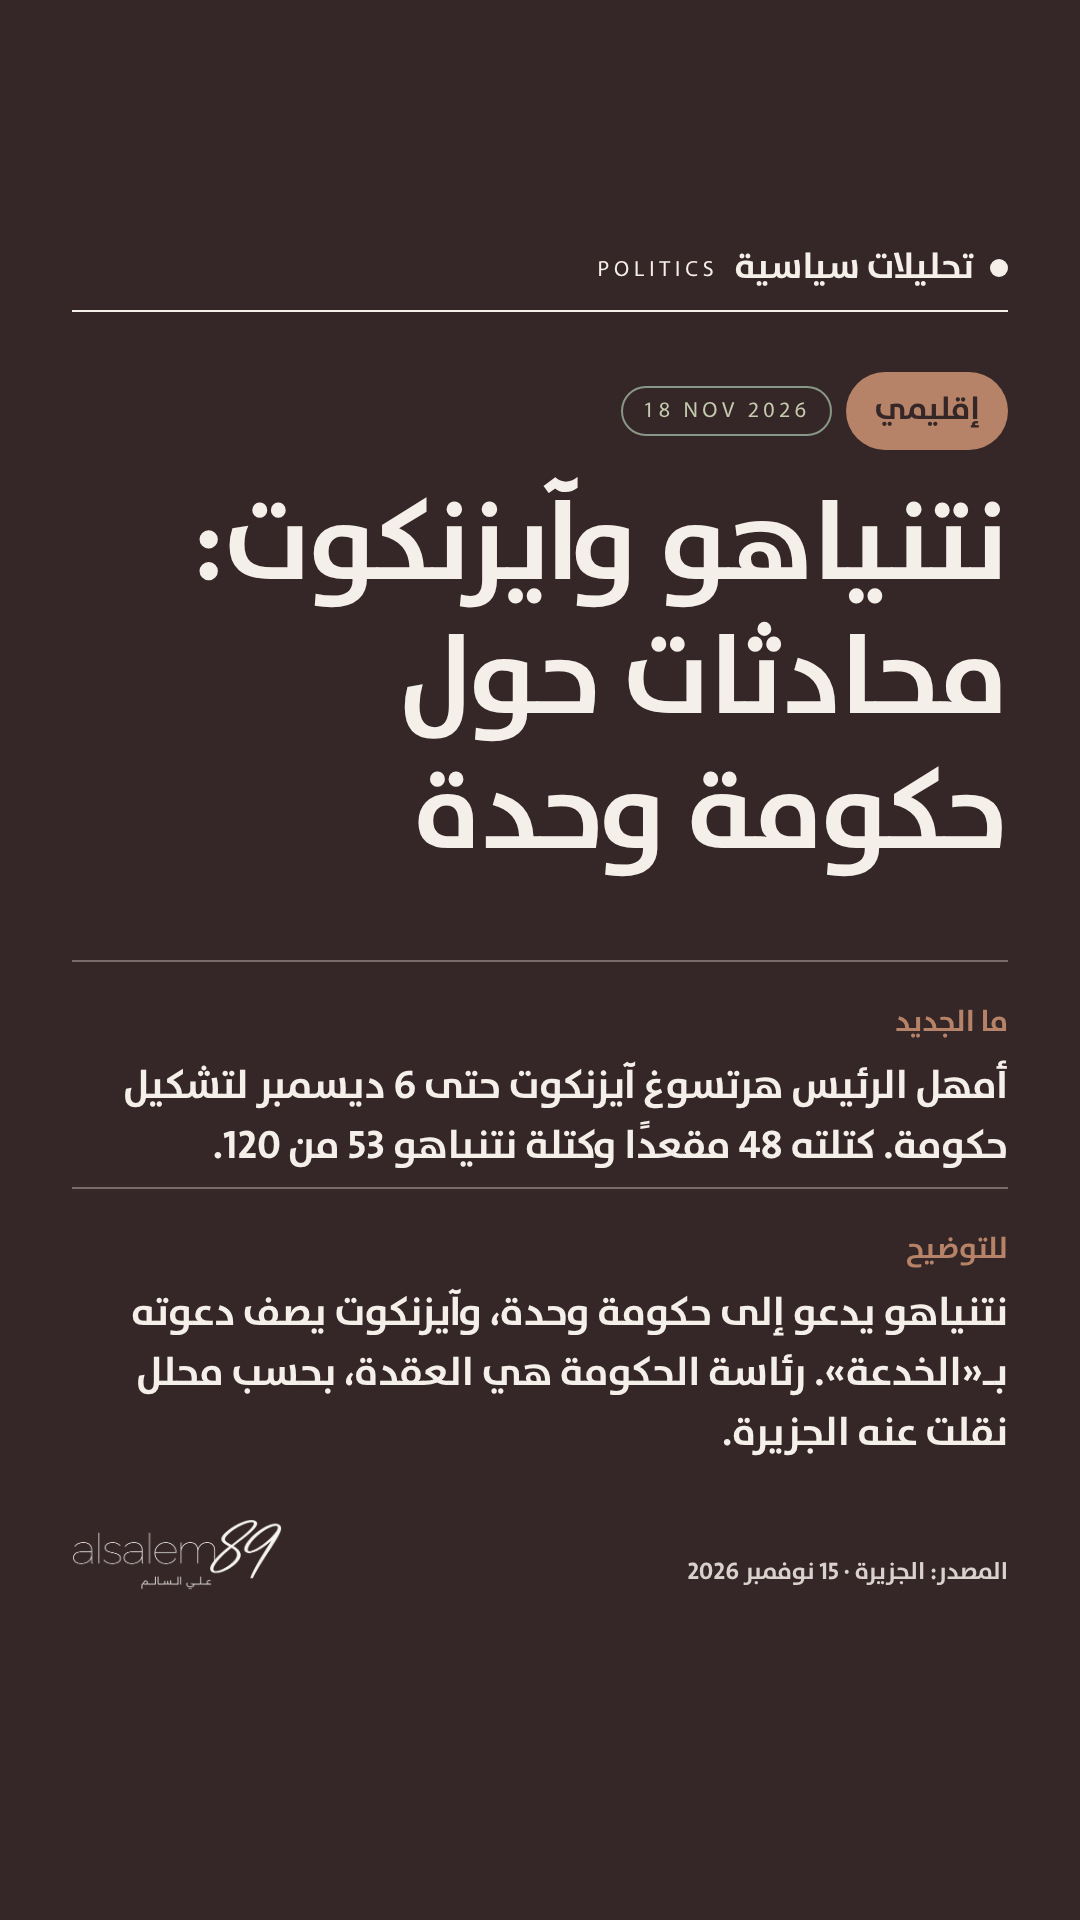 تحليلات سياسية POLITICS
إقليمي 18 NOV 2026
نتنياهو وآيزنكوت:
محادثات حول
حكومة وحدة
ما الجديد
أمهل الرئيس هرتسوغ آيزنكوت حتى 6 ديسمبر لتشكيل
حكومة. كتلته 48 مقعدًا وكتلة نتنياهو 53 من 120.
للتوضيح
نتنياهو يدعو إلى حكومة وحدة، وآيزنكوت يصف دعوته
بـ«الخدعة». رئاسة الحكومة هي العقدة، بحسب محلل
نقلت عنه الجزيرة.
المصدر: الجزيرة · 15 نوفمبر 2026
alsalem89
علي السالم